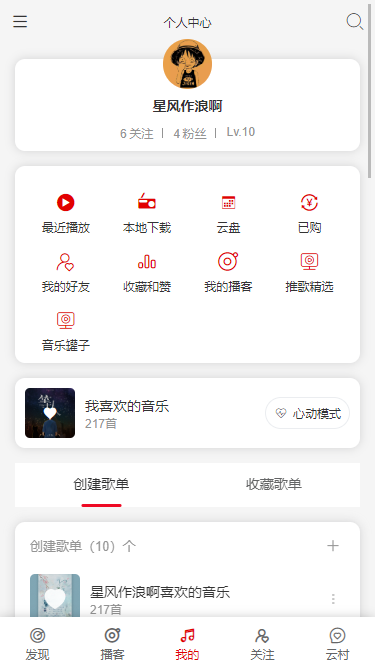 个人中心
星风作浪啊
6 关注 | 4 粉丝 | Lv.10
最近播放 本地下载 云盘 已购
我的好友 收藏和赞 我的播客 推歌精选
音乐罐子
我喜欢的音乐
217首
心动模式
创建歌单 收藏歌单
创建歌单（10）个
星风作浪啊喜欢的音乐
217首
发现 播客 我的 关注 云村